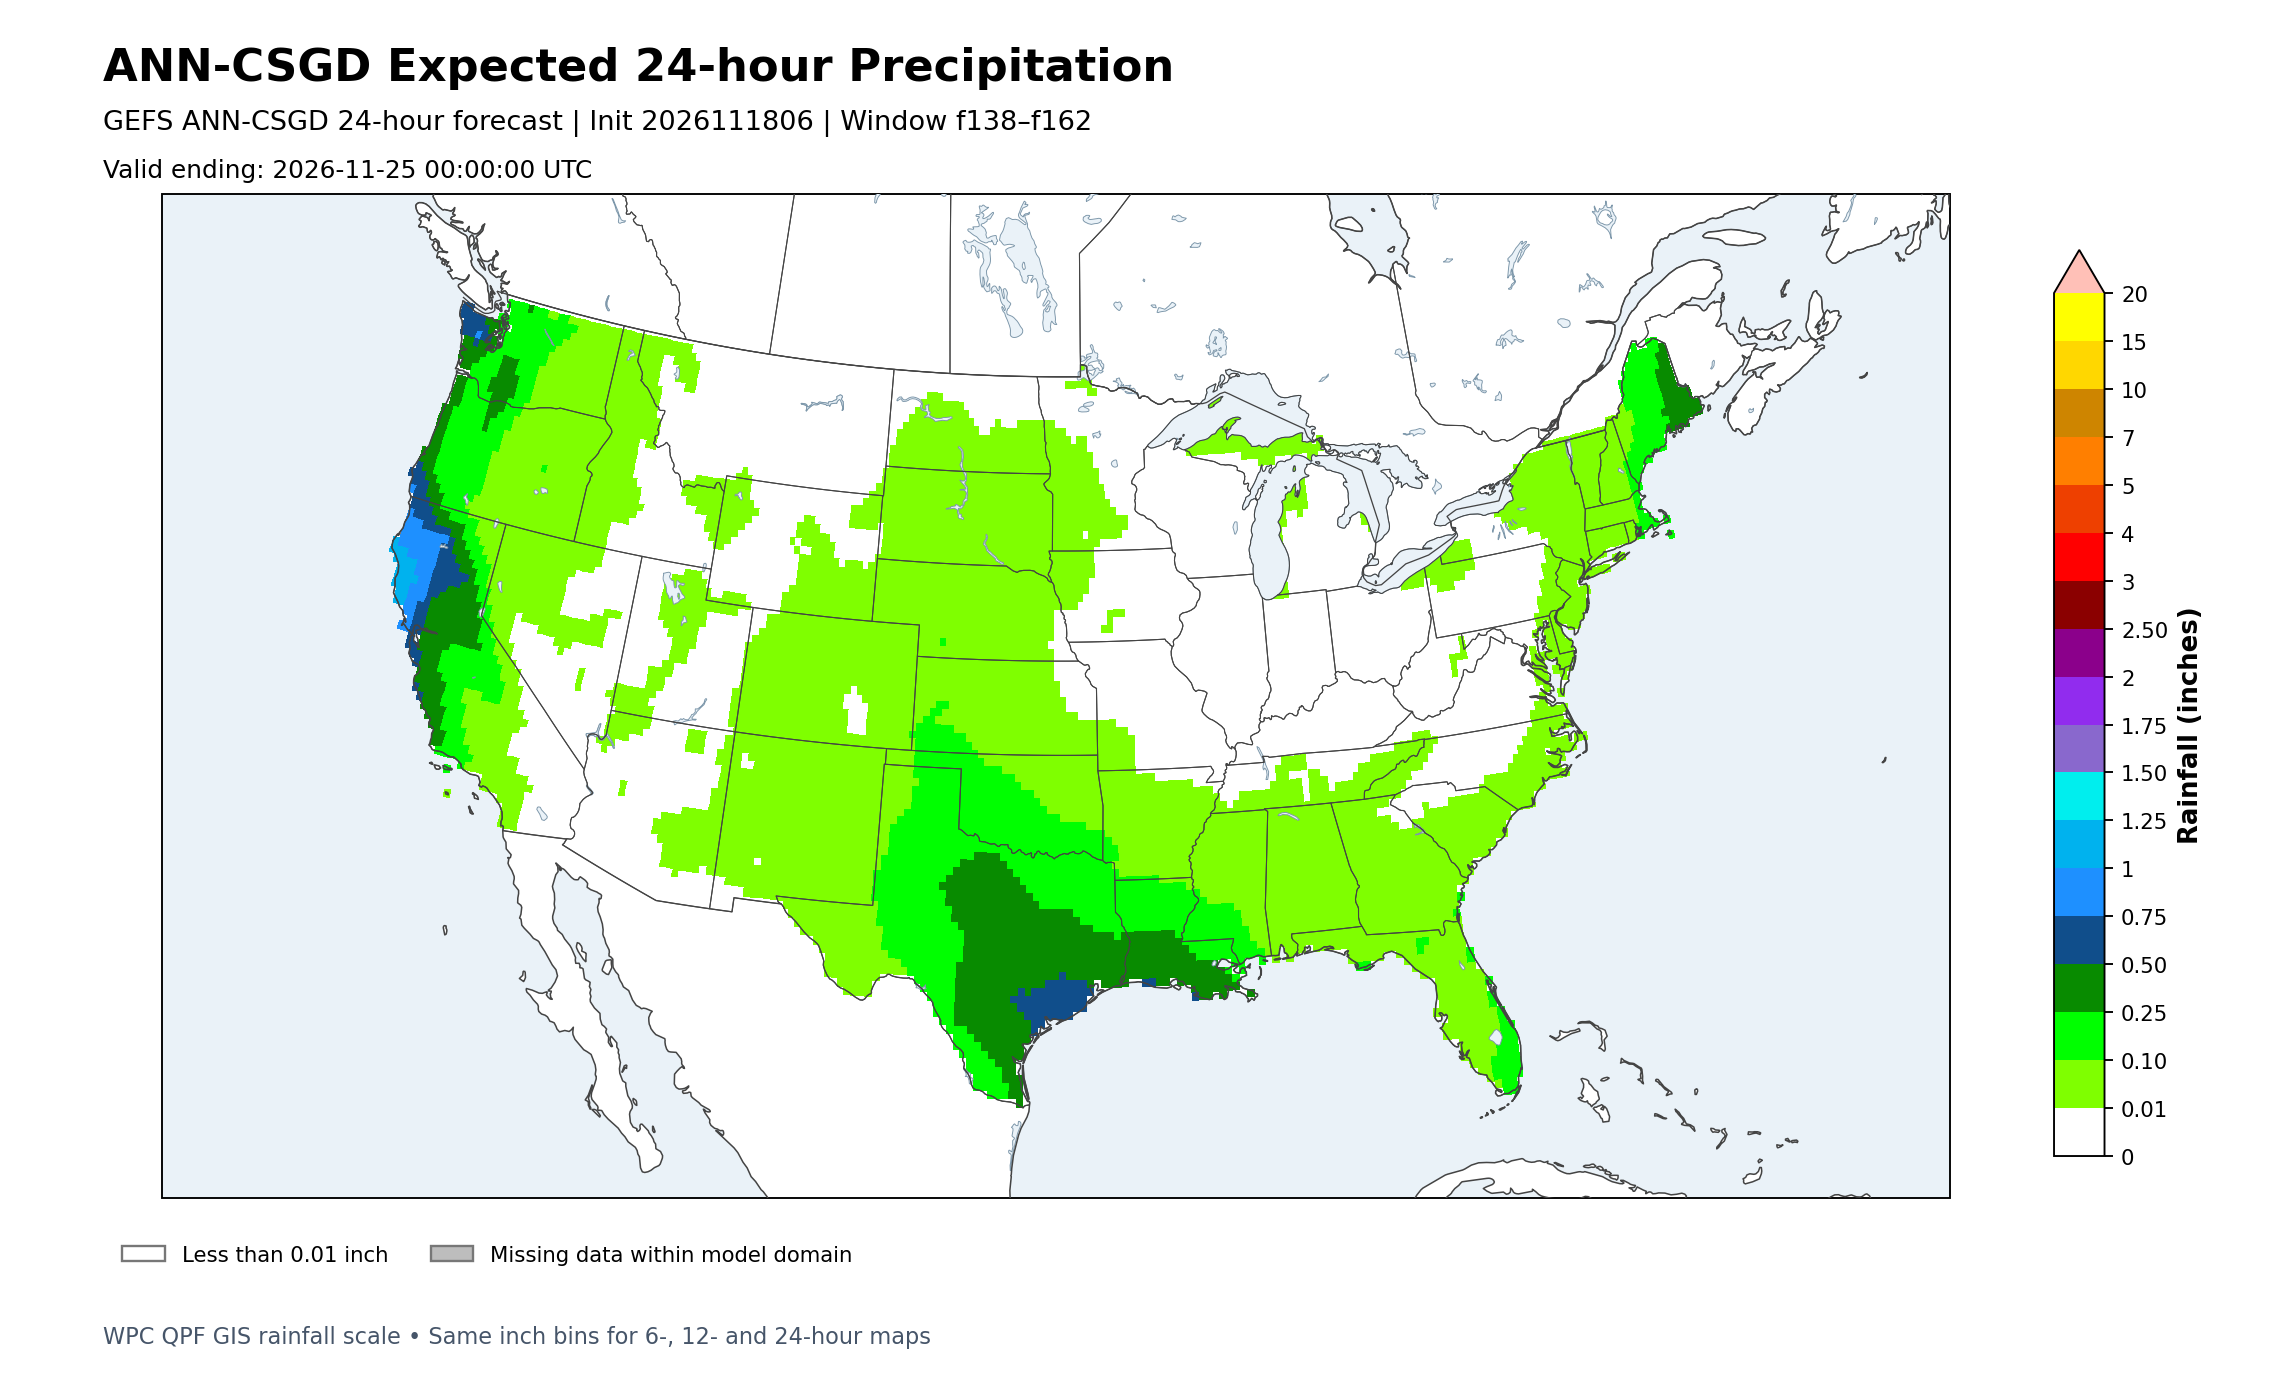 ANN-CSGD Expected 24-hour Precipitation
GEFS ANN-CSGD 24-hour forecast | Init 2026111806 | Window f138–f162
Valid ending: 2026-11-25 00:00:00 UTC
20
15
10
7
5
4
3
2.50
2
1.75
1.50
1.25
1
0.75
0.50
0.25
0.10
0.01
0
Rainfall (inches)
Less than 0.01 inch
Missing data within model domain
WPC QPF GIS rainfall scale • Same inch bins for 6-, 12- and 24-hour maps